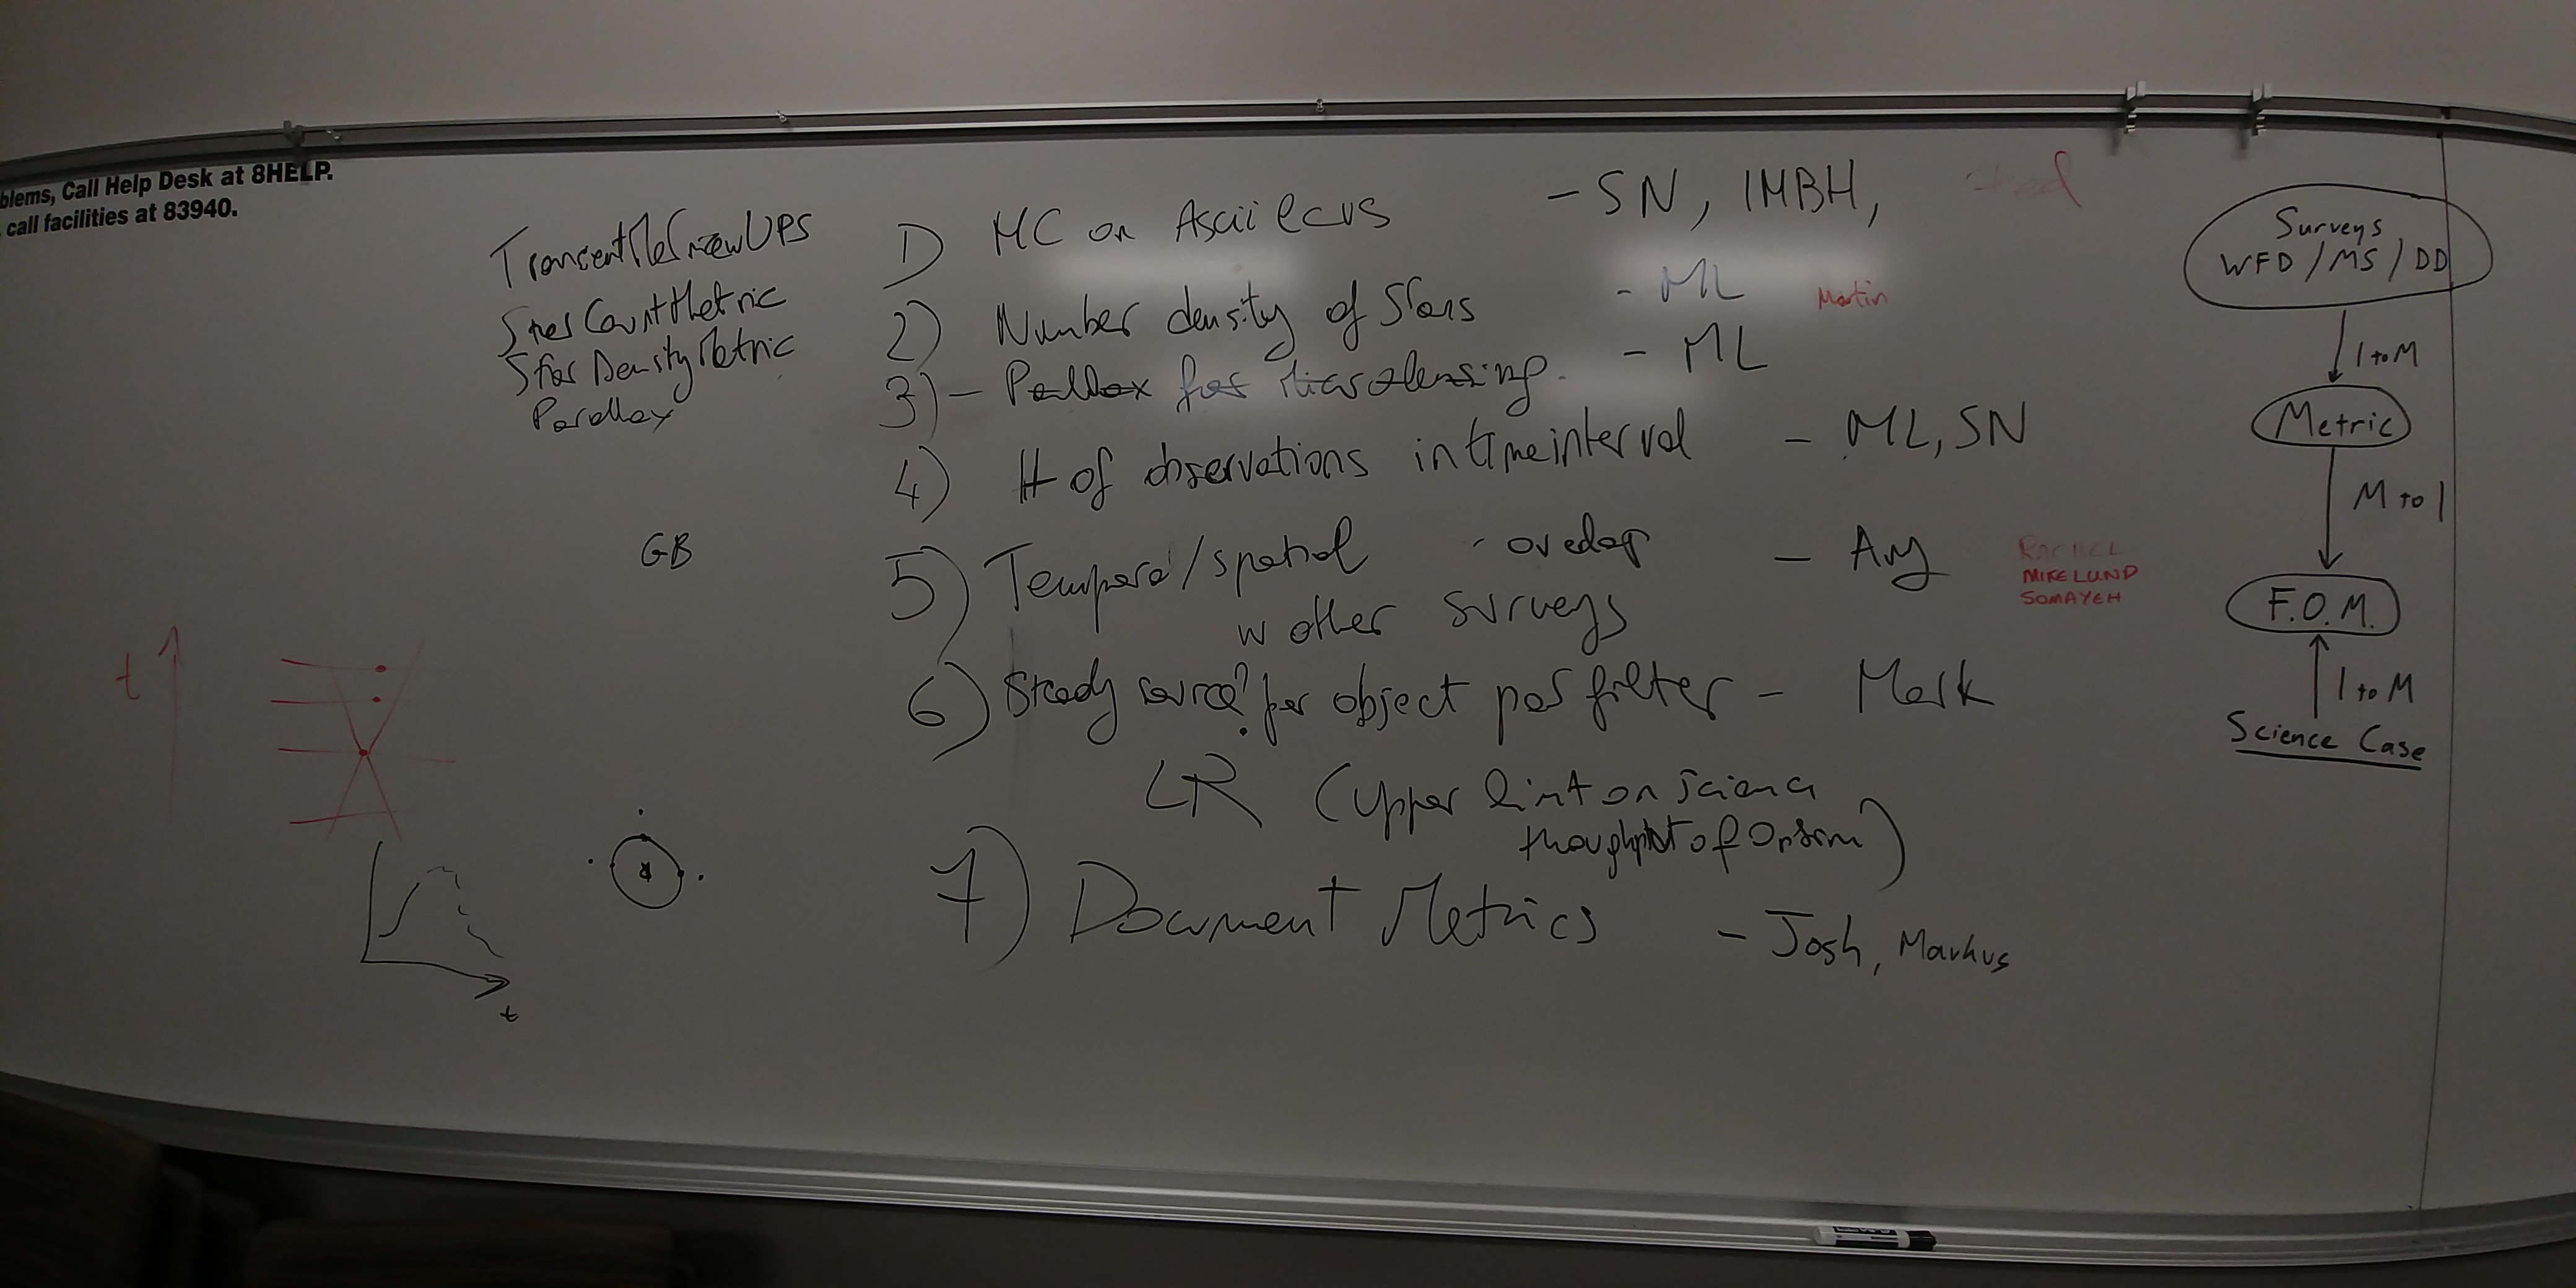 blems, Call Help Desk at 8HELP.
call facilities at 83940.
StarCountMetric
Star Density Metric
Parallax
GB
t
t
1) MC on Ascii lcvs - SN, IMBH,
2) Number density of Stars - ML Martin
3) - Parallax for Microlensing - ML
4) # of observations in time interval - ML, SN
5) Temporal/spatial overlap - Any
w other surveys
RACHEL
MIKE LUND
SOMAYEH
6) Steady source? per object per filter - Mark
LR (Upper limit on science
of Opsim)
7) Document Metrics - Josh, Markus
Surveys
WFD / MS / DD
1 to M
Metric
M to 1
F.O.M.
1 to M
Science Case